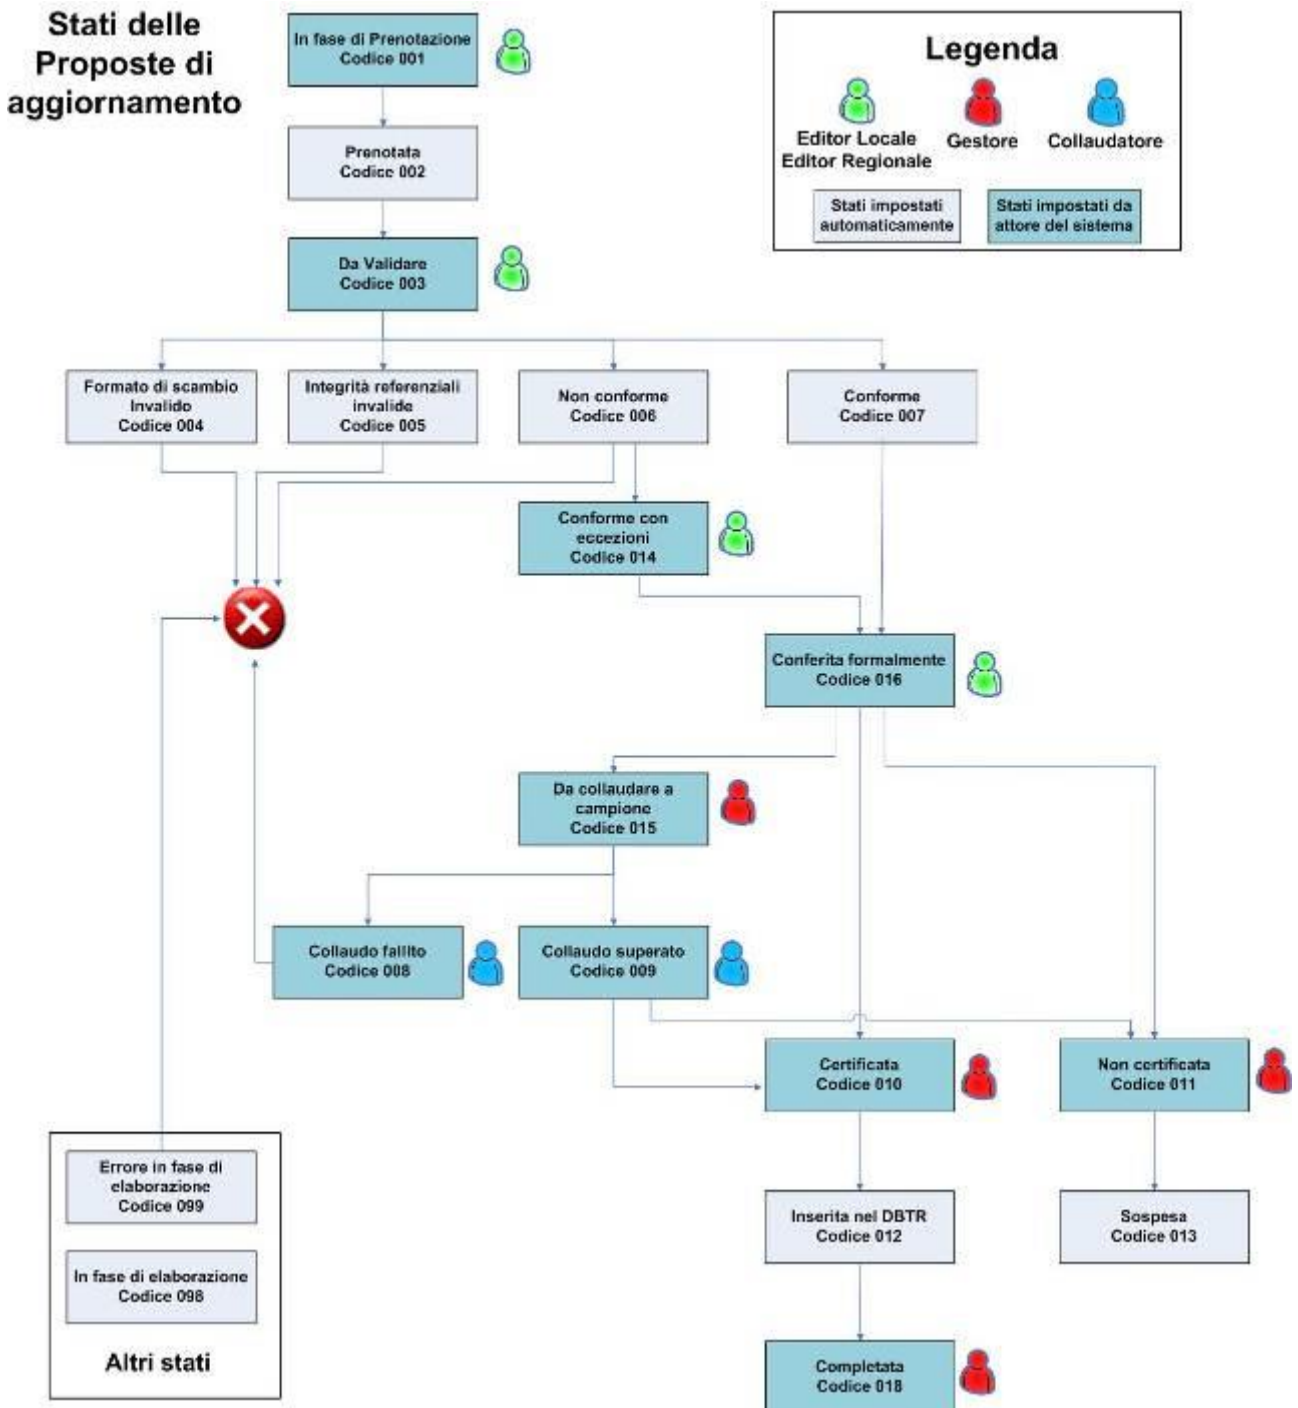 Stati delle
Proposte di
aggiornamento
In fase di Prenotazione
Codice 001
Legenda
Editor Locale
Editor Regionale
Gestore
Collaudatore
Stati impostati
automaticamente
Stati impostati da
attore del sistema
Prenotata
Codice 002
Da Validare
Codice 003
Formato di scambio
Invalido
Codice 004
Integrità referenziali
invalide
Codice 005
Non conforme
Codice 006
Conforme
Codice 007
Conforme con
eccezioni
Codice 014
Conferita formalmente
Codice 016
Da collaudare a
campione
Codice 015
Collaudo fallito
Codice 008
Collaudo superato
Codice 009
Certificata
Codice 010
Non certificata
Codice 011
Errore in fase di
elaborazione
Codice 099
In fase di elaborazione
Codice 098
Altri stati
Inserita nel DBTR
Codice 012
Sospesa
Codice 013
Completata
Codice 018